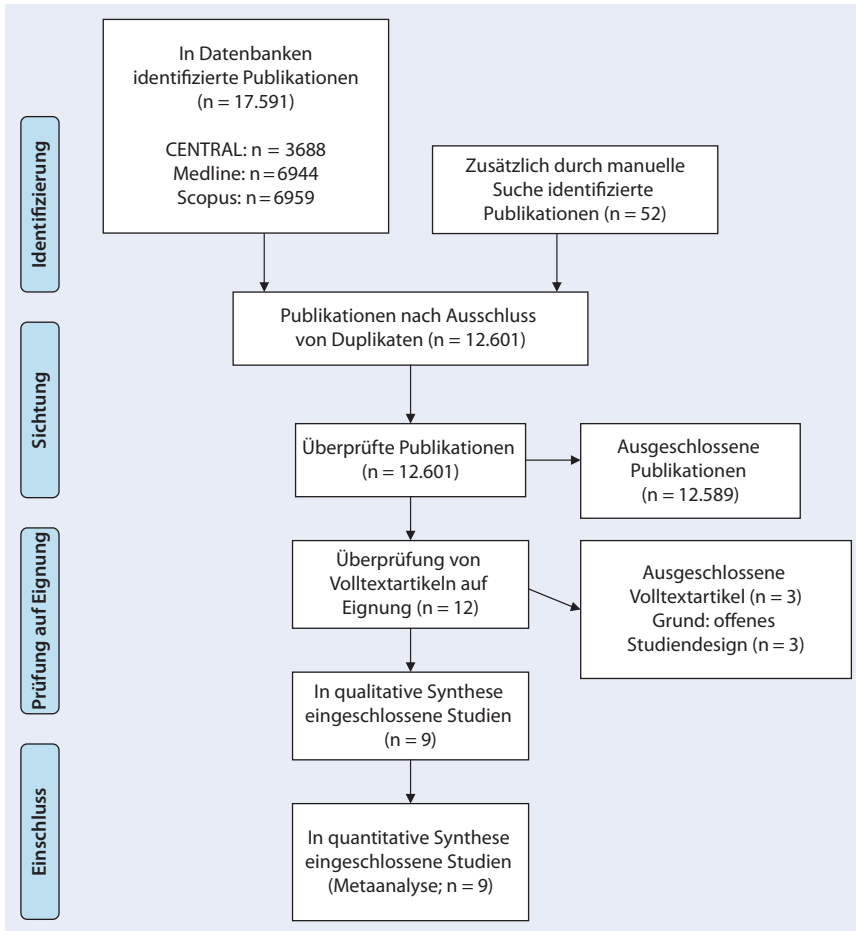 In Datenbanken
identifizierte Publikationen
(n = 17.591)
CENTRAL: n = 3688
Medline: n = 6944
Scopus: n = 6959
Zusätzlich durch manuelle
Suche identifizierte
Publikationen (n = 52)
Identifizierung
Publikationen nach Ausschluss
von Duplikaten (n = 12.601)
Sichtung
Überprüfte Publikationen
(n = 12.601)
Ausgeschlossene
Publikationen
(n = 12.589)
Prüfung auf Eignung
Überprüfung von
Volltextartikeln auf
Eignung (n = 12)
Ausgeschlossene
Volltextartikel (n = 3)
Grund: offenes
Studiendesign (n = 3)
In qualitative Synthese
eingeschlossene Studien
(n = 9)
Einschluss
In quantitative Synthese
eingeschlossene Studien
(Metaanalyse; n = 9)